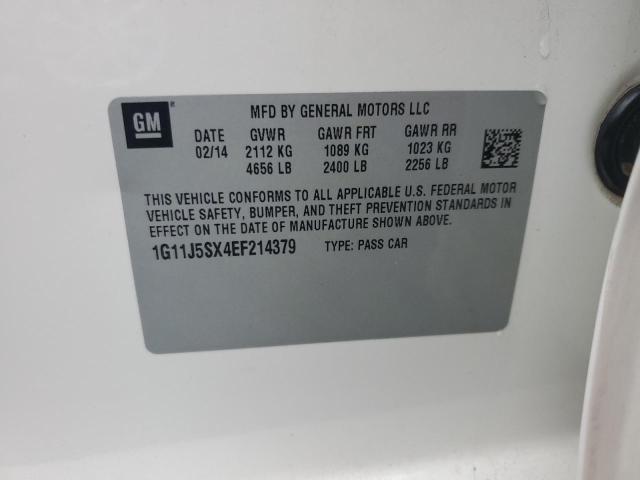 GM
MFD BY GENERAL MOTORS LLC
DATE GVWR GAWR FRT GAWR RR
02/14 2112 KG 1089 KG 1023 KG
4656 LB 2400 LB 2256 LB
THIS VEHICLE CONFORMS TO ALL APPLICABLE U.S. FEDERAL MOTOR
VEHICLE SAFETY, BUMPER, AND THEFT PREVENTION STANDARDS IN
EFFECT ON THE DATE OF MANUFACTURE SHOWN ABOVE.
1G11J5SX4EF214379 TYPE: PASS CAR